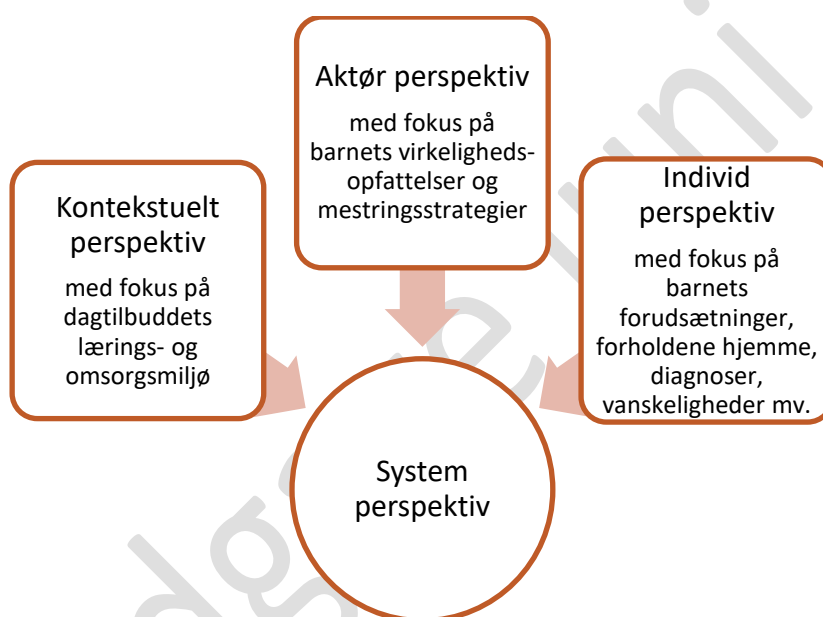 Aktør perspektiv
med fokus på
barnets virkeligheds-
opfattelser og
mestringsstrategier
Kontekstuelt
perspektiv
med fokus på
dagtilbuddets
lærings- og
omsorgsmiljø
Individ
perspektiv
med fokus på
barnets
forudsætninger,
forholdene hjemme,
diagnoser,
vanskeligheder mv.
System
perspektiv